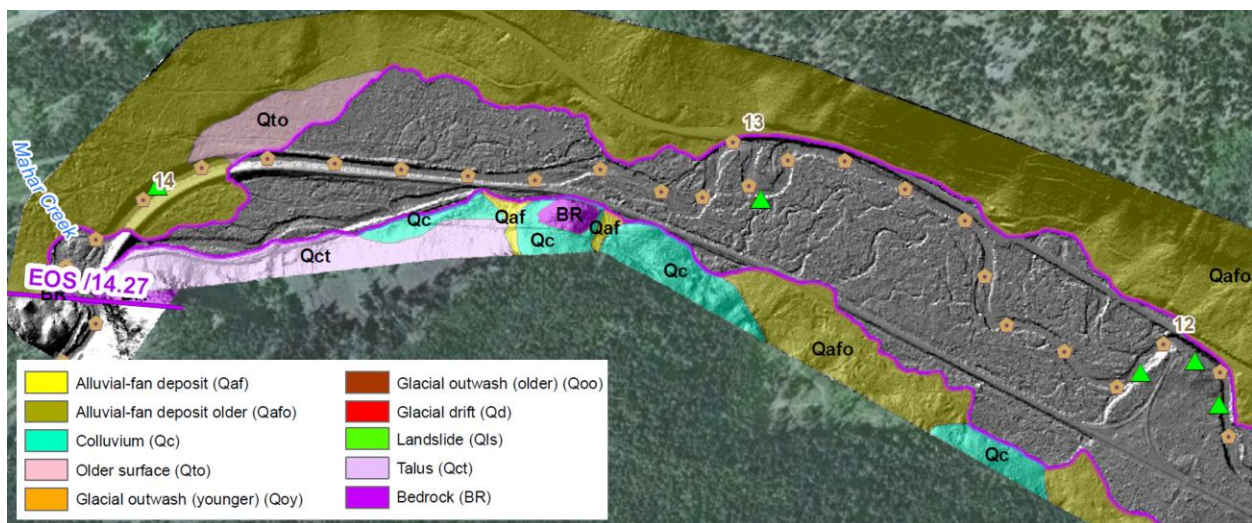 13
Qto
14
Mahar Creek
Qaf
BR
Qc
Qaf
Qc
Qct
Qc
EOS /14.27
BR
Qafo
12
Qafo
Qc
Alluvial-fan deposit (Qaf)
Alluvial-fan deposit older (Qafo)
Colluvium (Qc)
Older surface (Qto)
Glacial outwash (younger) (Qoy)
Glacial outwash (older) (Qoo)
Glacial drift (Qd)
Landslide (Qls)
Talus (Qct)
Bedrock (BR)